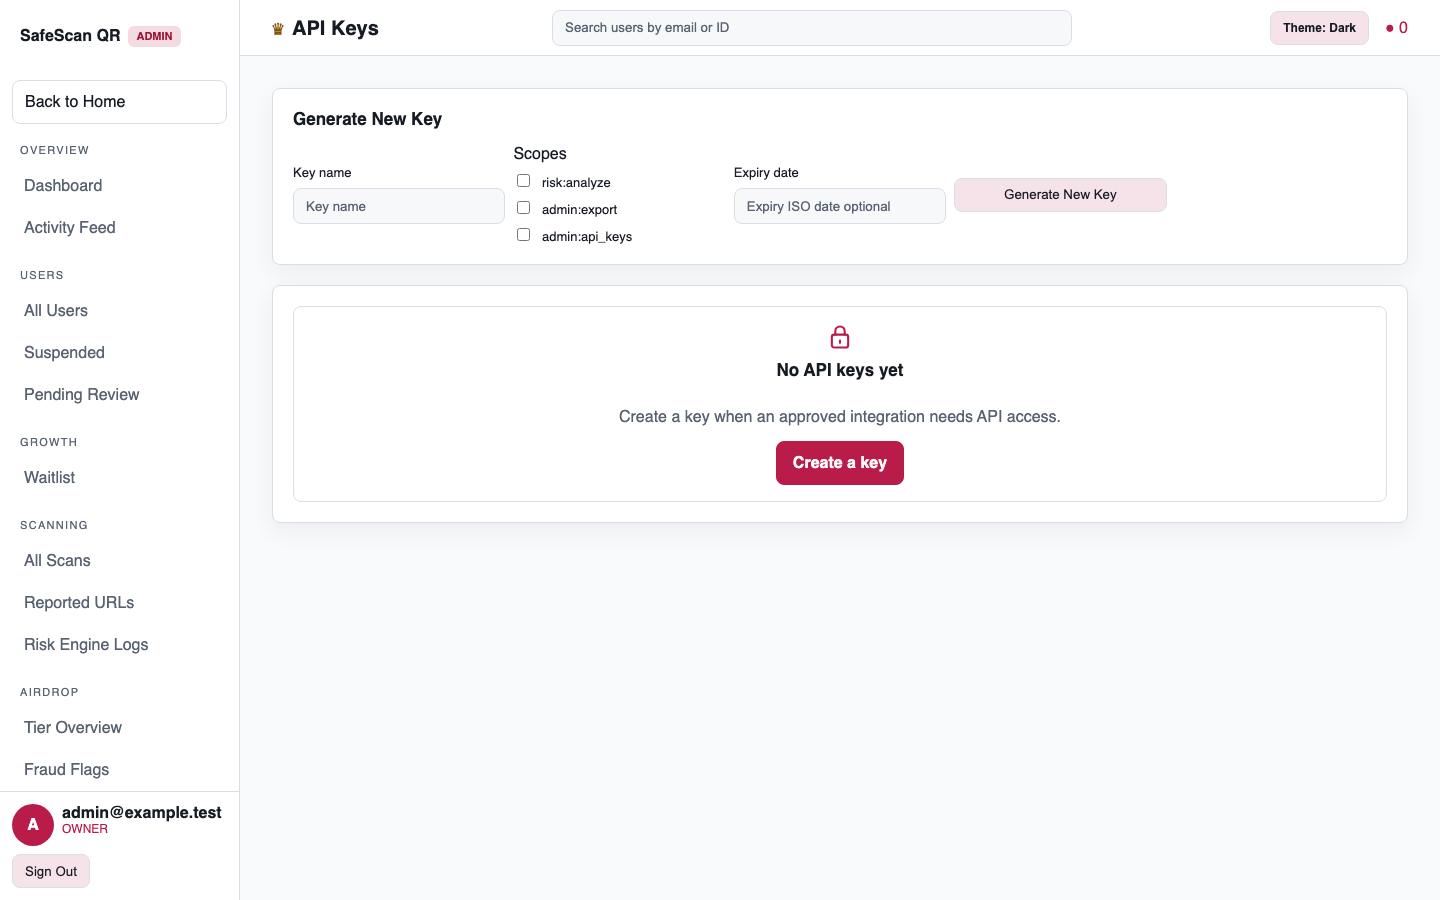 SafeScan QR ADMIN
Back to Home
OVERVIEW
Dashboard
Activity Feed
USERS
All Users
Suspended
Pending Review
GROWTH
Waitlist
SCANNING
All Scans
Reported URLs
Risk Engine Logs
AIRDROP
Tier Overview
Fraud Flags
A
admin@example.test
OWNER
Sign Out
API Keys
Search users by email or ID
Theme: Dark
0
Generate New Key
Key name
Key name
Scopes
risk:analyze
admin:export
admin:api_keys
Expiry date
Expiry ISO date optional
Generate New Key
No API keys yet
Create a key when an approved integration needs API access.
Create a key